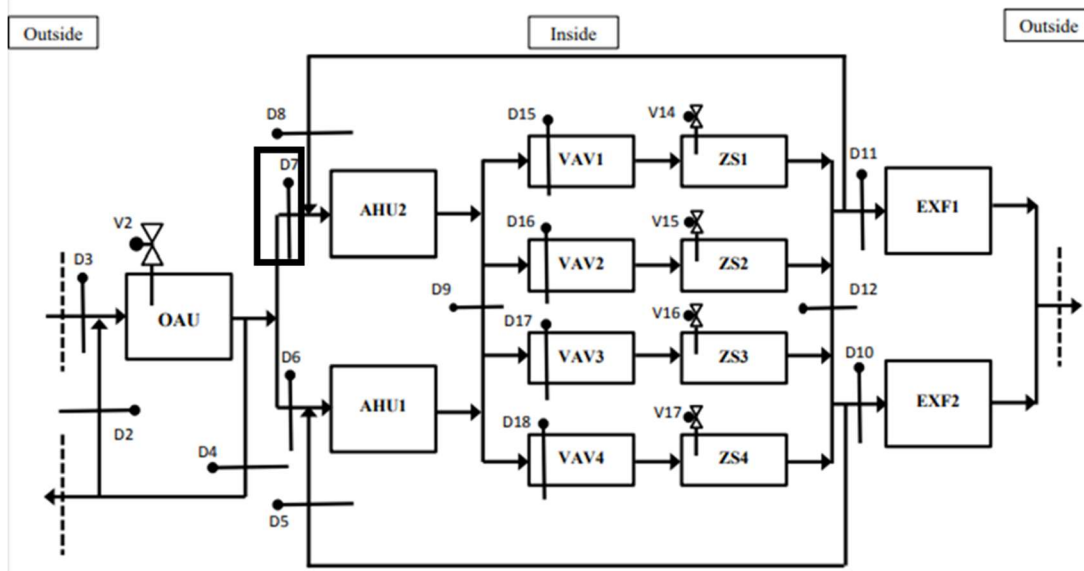 Outside
Inside
Outside
D8
D15
V14
D7
VAV1
ZS1
D11
AHU2
EXF1
V2
D16
V15
D3
VAV2
ZS2
D9
D12
OAU
D17
V16
VAV3
ZS3
D6
D10
AHU1
EXF2
D2
D18
V17
D4
VAV4
ZS4
D5